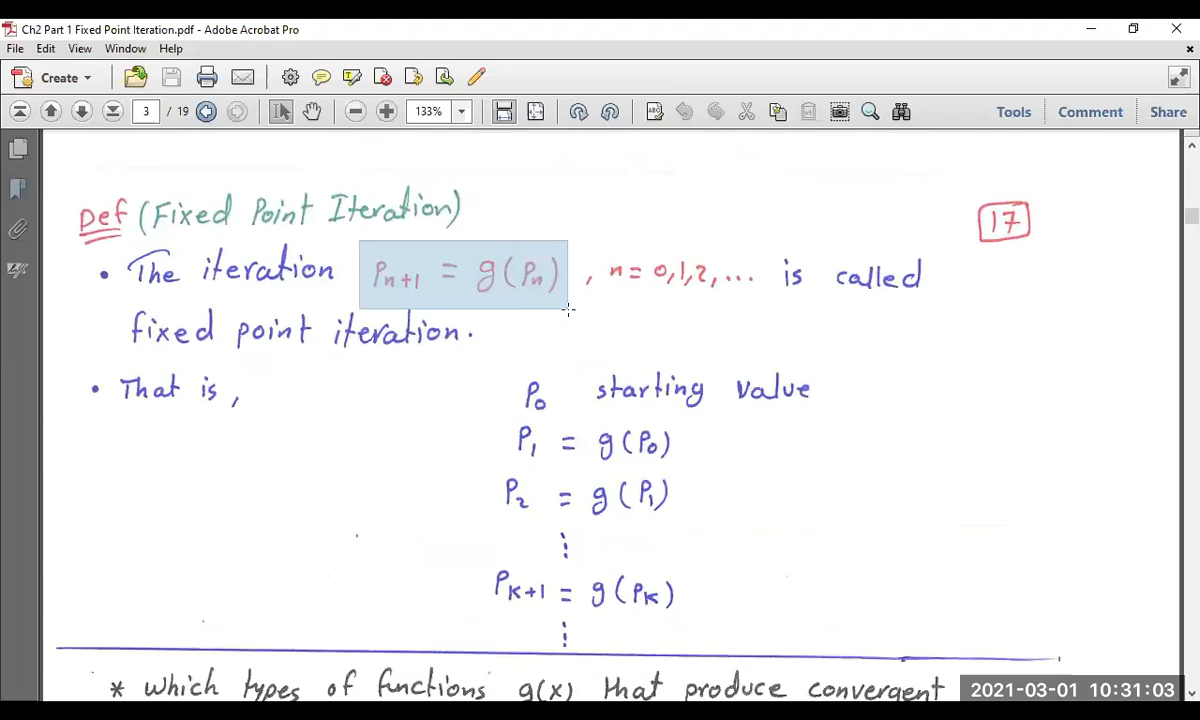 Ch2 Part 1 Fixed Point Iteration.pdf - Adobe Acrobat Pro
File Edit View Window Help
Create
3 / 19 133% Tools Comment Share
Def (Fixed Point Iteration)
17
• The iteration Pn+1 = g(Pn) , n = 0,1,2, ... is called
fixed point iteration.
• That is, P0 starting value
P1 = g(P0)
P2 = g(P1)
⋮
PK+1 = g(PK)
⋮
* which types of functions g(x) that produce convergent
2021-03-01 10:31:03